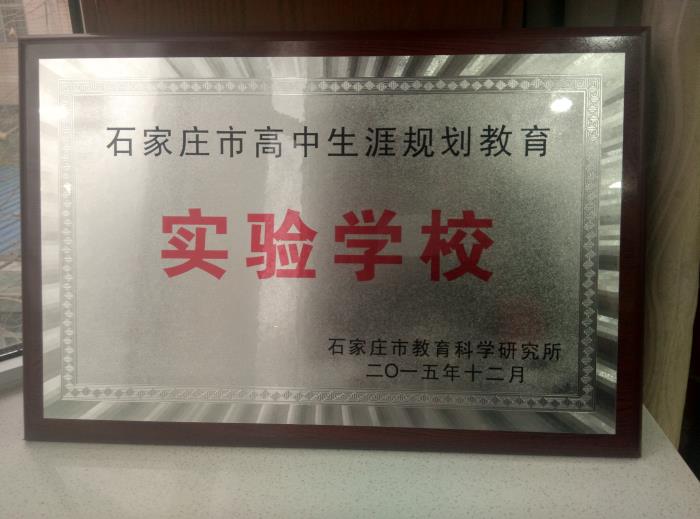 石家庄市高中生涯规划教育
实验学校
石家庄市教育科学研究所
二〇一五年十二月